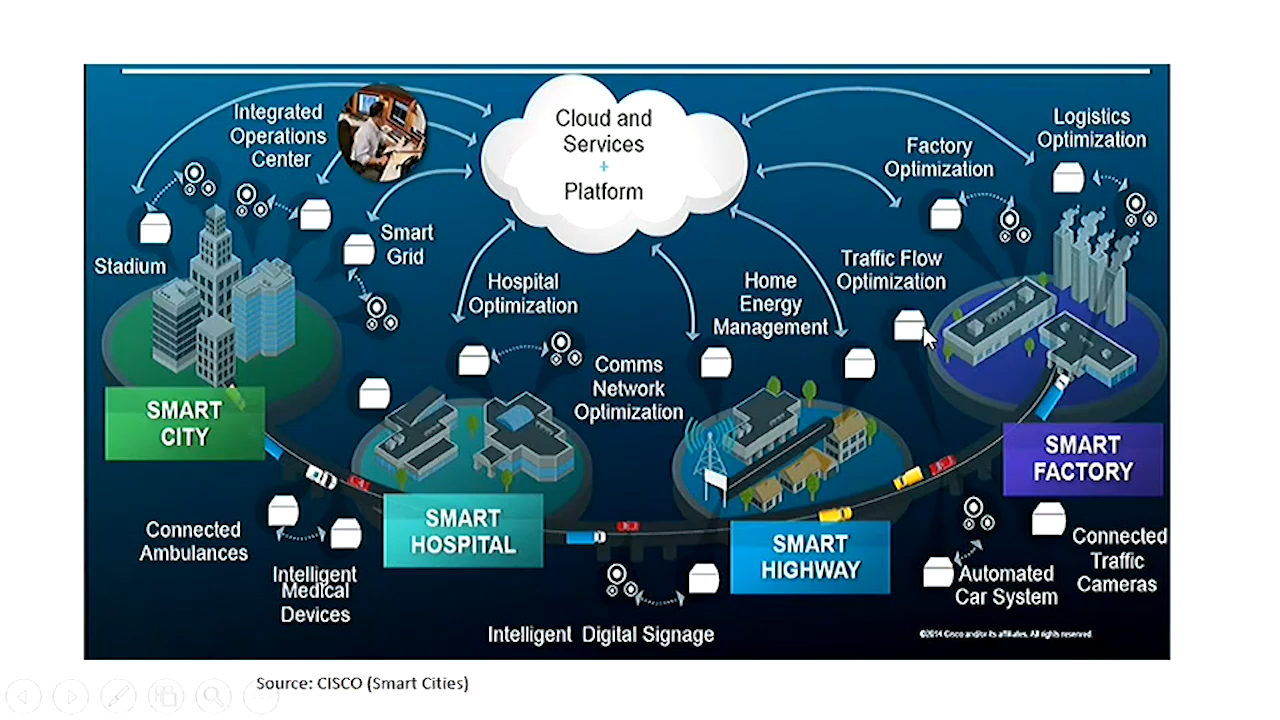 Integrated
Operations
Center
Cloud and
Services
+
Platform
Logistics
Optimization
Factory
Optimization
Stadium
Smart
Grid
Hospital
Optimization
Home
Energy
Management
Traffic Flow
Optimization
Comms
Network
Optimization
SMART
CITY
SMART
HOSPITAL
SMART
HIGHWAY
SMART
FACTORY
Connected
Ambulances
Intelligent
Medical
Devices
Intelligent Digital Signage
Automated
Car System
Connected
Traffic
Cameras
©2014 Cisco and/or its affiliates. All rights reserved.
Source: CISCO (Smart Cities)